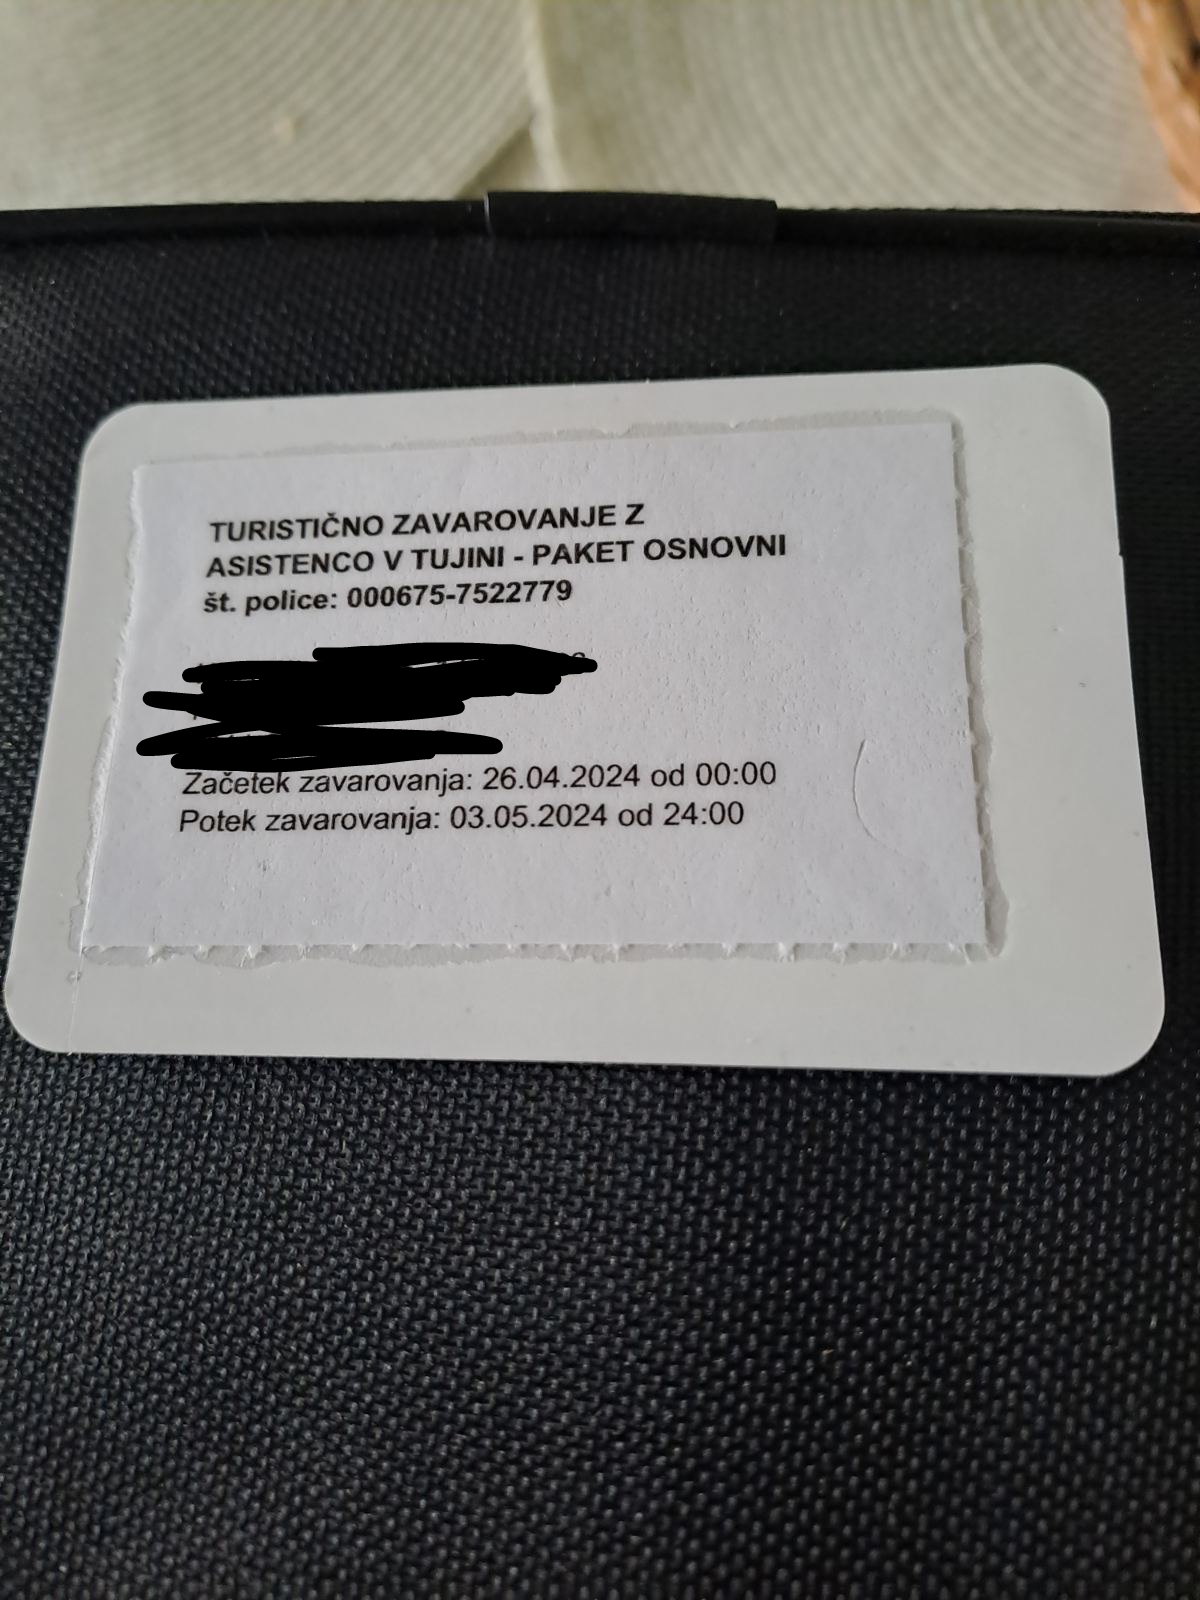 TURISTIČNO ZAVAROVANJE Z
ASISTENCO V TUJINI - PAKET OSNOVNI
št. police: 000675-7522779
Začetek zavarovanja: 26.04.2024 od 00:00
Potek zavarovanja: 03.05.2024 od 24:00